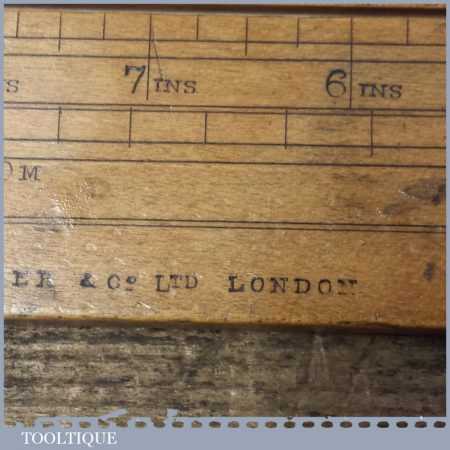 7 INS 6 INS
& Co LTD LONDON
TOOLTIQUE